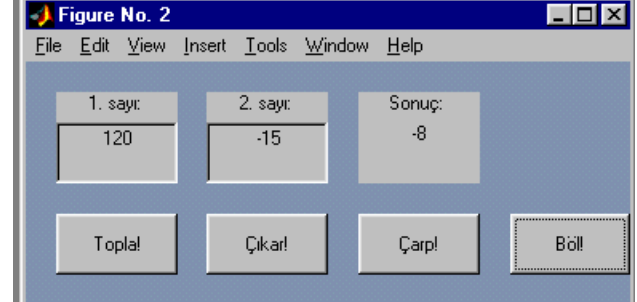 Figure No. 2
File Edit View Insert Tools Window Help
1. sayı: 2. sayı: Sonuç:
120 -15 -8
Topla! Çıkar! Çarp! Böl!